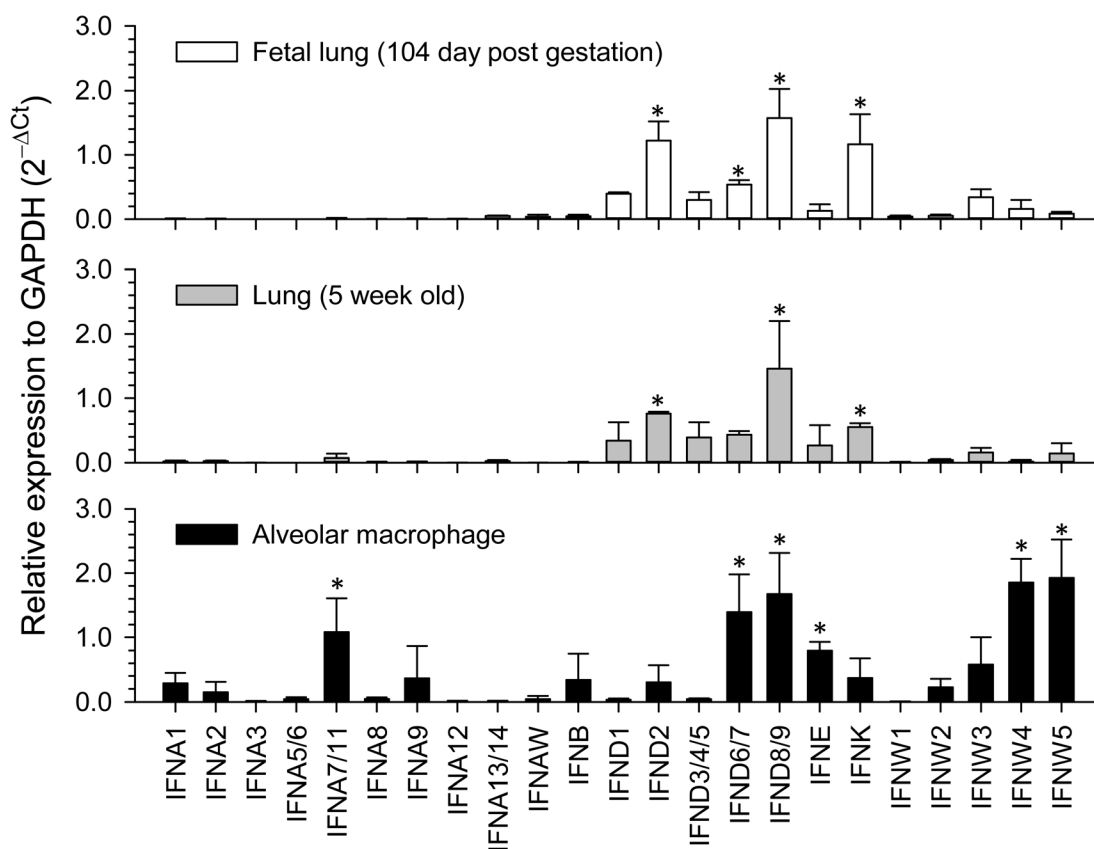 Relative expression to GAPDH (2^−ΔCt)
3.0
2.0
1.0
0.0
Fetal lung (104 day post gestation)
*
*
*
*
3.0
2.0
1.0
0.0
Lung (5 week old)
*
*
*
3.0
2.0
1.0
0.0
Alveolar macrophage
*
*
*
*
*
*
IFNA1
IFNA2
IFNA3
IFNA5/6
IFNA7/11
IFNA8
IFNA9
IFNA12
IFNA13/14
IFNAW
IFNB
IFND1
IFND2
IFND3/4/5
IFND6/7
IFND8/9
IFNE
IFNK
IFNW1
IFNW2
IFNW3
IFNW4
IFNW5